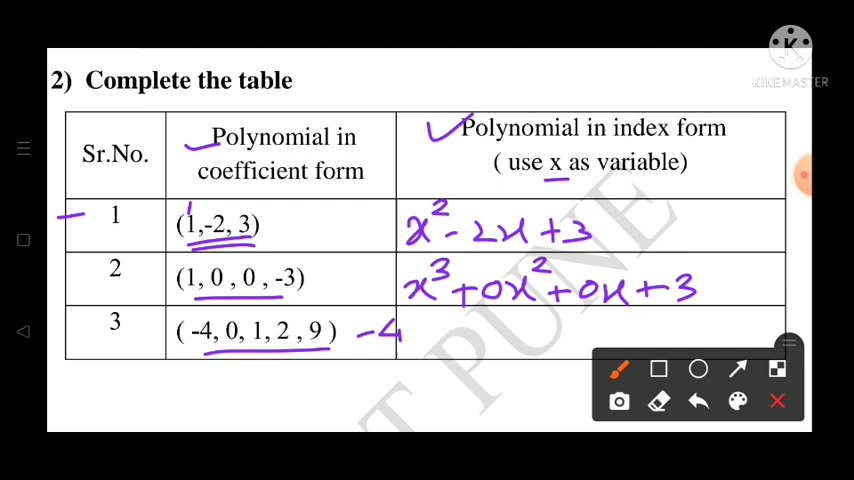 K
KINEMASTER
2) Complete the table
Sr.No. Polynomial in coefficient form Polynomial in index form ( use x as variable)
1 (1,-2, 3) x² - 2x + 3
2 (1, 0 , 0 , -3) x³ + 0x² + 0x + 3
3 ( -4, 0, 1, 2 , 9 ) -4
T PUNE